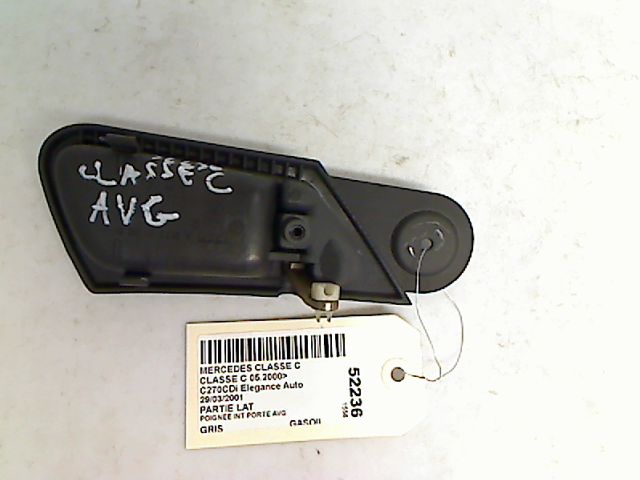 CLASSE C
AVG
MERCEDES CLASSE C
CLASSE C 05.2000>
C270CDi Elegance Auto
29/03/2001
PARTIE LAT
POIGNEE INT PORTE AVG
GRIS GASOIL
52236
1556